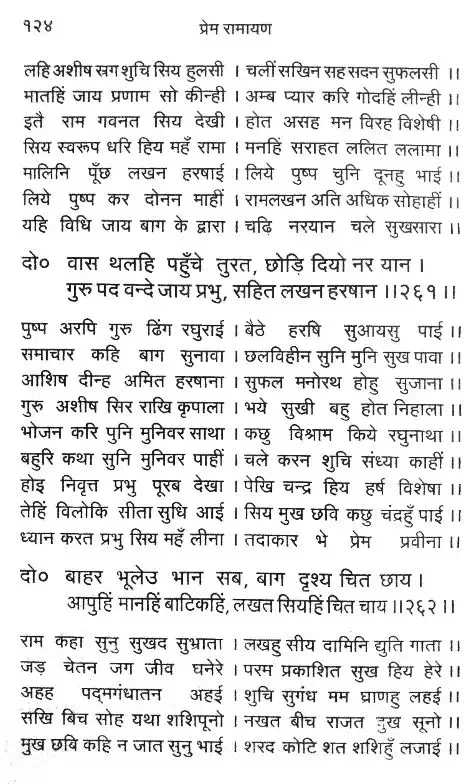 १२४ प्रेम रामायण
लहि अशीष स्रग शुचि सिय हुलसी । चलीं सखिन सह सदन सुफलसी ।।
मातहिं जाय प्रणाम सो कीन्ही । अम्ब प्यार करि गोदहिं लीन्ही ।।
इतै राम गवनत सिय देखी । होत असह मन विरह विशेषी ।।
सिय स्वरूप धरि हिय महँ रामा । मनहिं सराहत ललित ललामा ।।
मालिनि पूँछ लखन हरषाई । लिये पुष्प चुनि दूनहु भाई ।।
लिये पुष्प कर दोनन माहीं । रामलखन अति अधिक सोहाहीं ।।
यहि विधि जाय बाग के द्वारा । चढ़ि नरयान चले सुखसारा ।।
दो० वास थलहि पहुँचे तुरत, छोड़ि दियो नर यान ।
गुरु पद वन्दे जाय प्रभु, सहित लखन हरषान ।।२६१।।
पुष्प अरपि गुरु ढिंग रघुराई । बैठे हरषि सुआयसु पाई ।।
समाचार कहि बाग सुनावा । छलविहीन सुनि मुनि सुख पावा ।।
आशिष दीन्ह अमित हरषाना । सुफल मनोरथ होहु सुजाना ।।
गुरु अशीष सिर राखि कृपाला । भये सुखी बहु होत निहाला ।।
भोजन करि पुनि मुनिवर साथा । कछु विश्राम किये रघुनाथा ।।
बहुरि कथा सुनि मुनिवर पाहीं । चले करन शुचि संध्या काहीं ।।
होइ निवृत्त प्रभु पूरब देखा । पेखि चन्द्र हिय हर्ष विशेषा ।।
तेहिं विलोकि सीता सुधि आई । सिय मुख छवि कछु चंद्रहुँ पाई ।।
ध्यान करत प्रभु सिय महँ लीना । तदाकार भे प्रेम प्रवीना ।।
दो० बाहर भूलेउ भान सब, बाग दृश्य चित छाय ।
आपुहिं मानहिं बाटिकहिं, लखत सियहिं चित चाय ।।२६२।।
राम कहा सुनु सुखद सुभ्राता । लखहु सीय दामिनि द्युति गाता ।।
जड़ चेतन जग जीव घनेरे । परम प्रकाशित सुख हिय हेरे ।।
अहह पद्मगंधातन अहई । शुचि सुगंध मम घ्राणहु लहई ।।
सखि बिच सोह यथा शशिपूनो । नखत बीच राजत दुख सूनो ।।
मुख छवि कहि न जात सुनु भाई । शरद कोटि शत शशिहुँ लजाई ।।